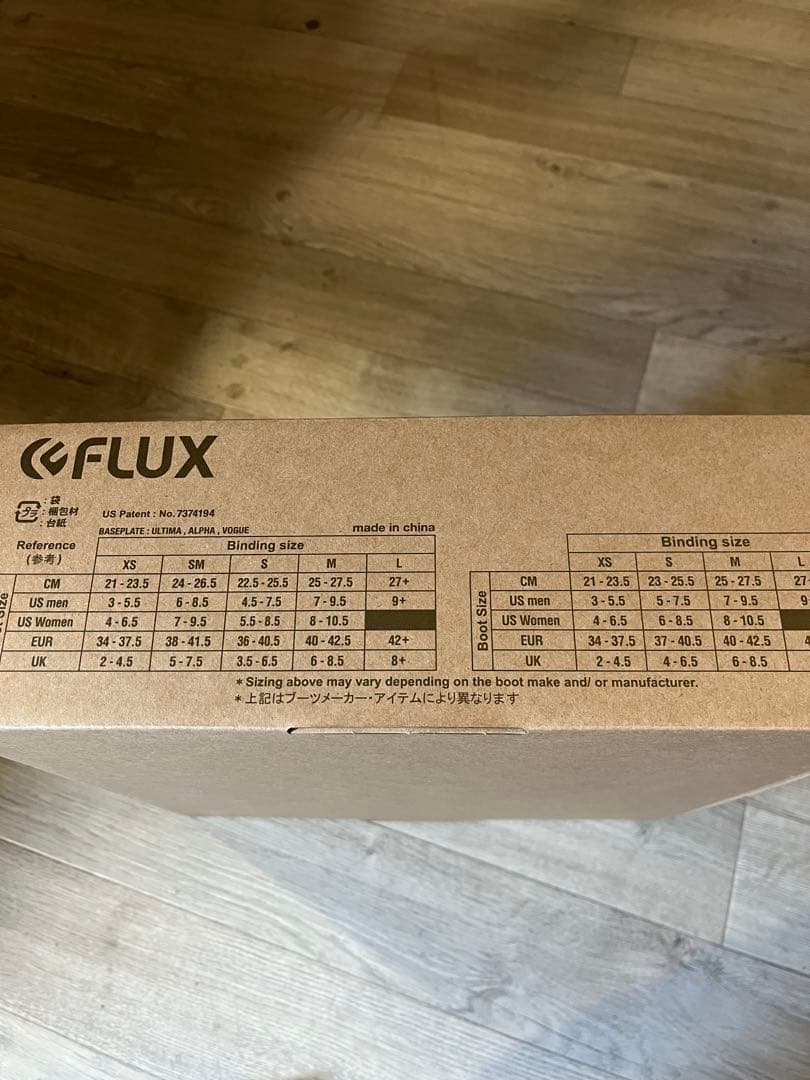 FLUX
プラ : 袋
: 梱包材
: 台紙
US Patent : No. 7374194
BASEPLATE : ULTIMA , ALPHA , VOGUE
made in china
Reference
(参考)
Binding size
XS SM S M L
CM 21 - 23.5 24 - 26.5 22.5 - 25.5 25 - 27.5 27+
US men 3 - 5.5 6 - 8.5 4.5 - 7.5 7 - 9.5 9+
US Women 4 - 6.5 7 - 9.5 5.5 - 8.5 8 - 10.5
EUR 34 - 37.5 38 - 41.5 36 - 40.5 40 - 42.5 42+
UK 2 - 4.5 5 - 7.5 3.5 - 6.5 6 - 8.5 8+
Binding size
XS S M L
Boot Size
CM 21 - 23.5 23 - 25.5 25 - 27.5 27
US men 3 - 5.5 5 - 7.5 7 - 9.5 9
US Women 4 - 6.5 6 - 8.5 8 - 10.5
EUR 34 - 37.5 37 - 40.5 40 - 42.5 4
UK 2 - 4.5 4 - 6.5 6 - 8.5
* Sizing above may vary depending on the boot make and/ or manufacturer.
* 上記はブーツメーカー・アイテムにより異なります